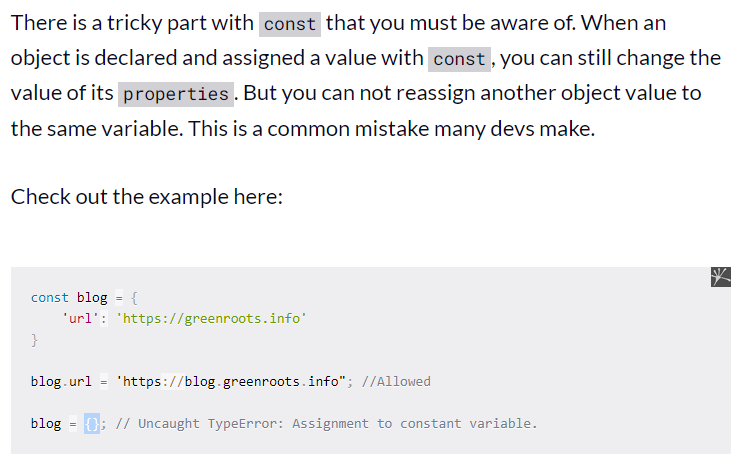 There is a tricky part with const that you must be aware of. When an
object is declared and assigned a value with const , you can still change the
value of its properties . But you can not reassign another object value to
the same variable. This is a common mistake many devs make.
Check out the example here:
const blog = {
    'url': 'https://greenroots.info'
}
blog.url = 'https://blog.greenroots.info"; //Allowed
blog = {}; // Uncaught TypeError: Assignment to constant variable.